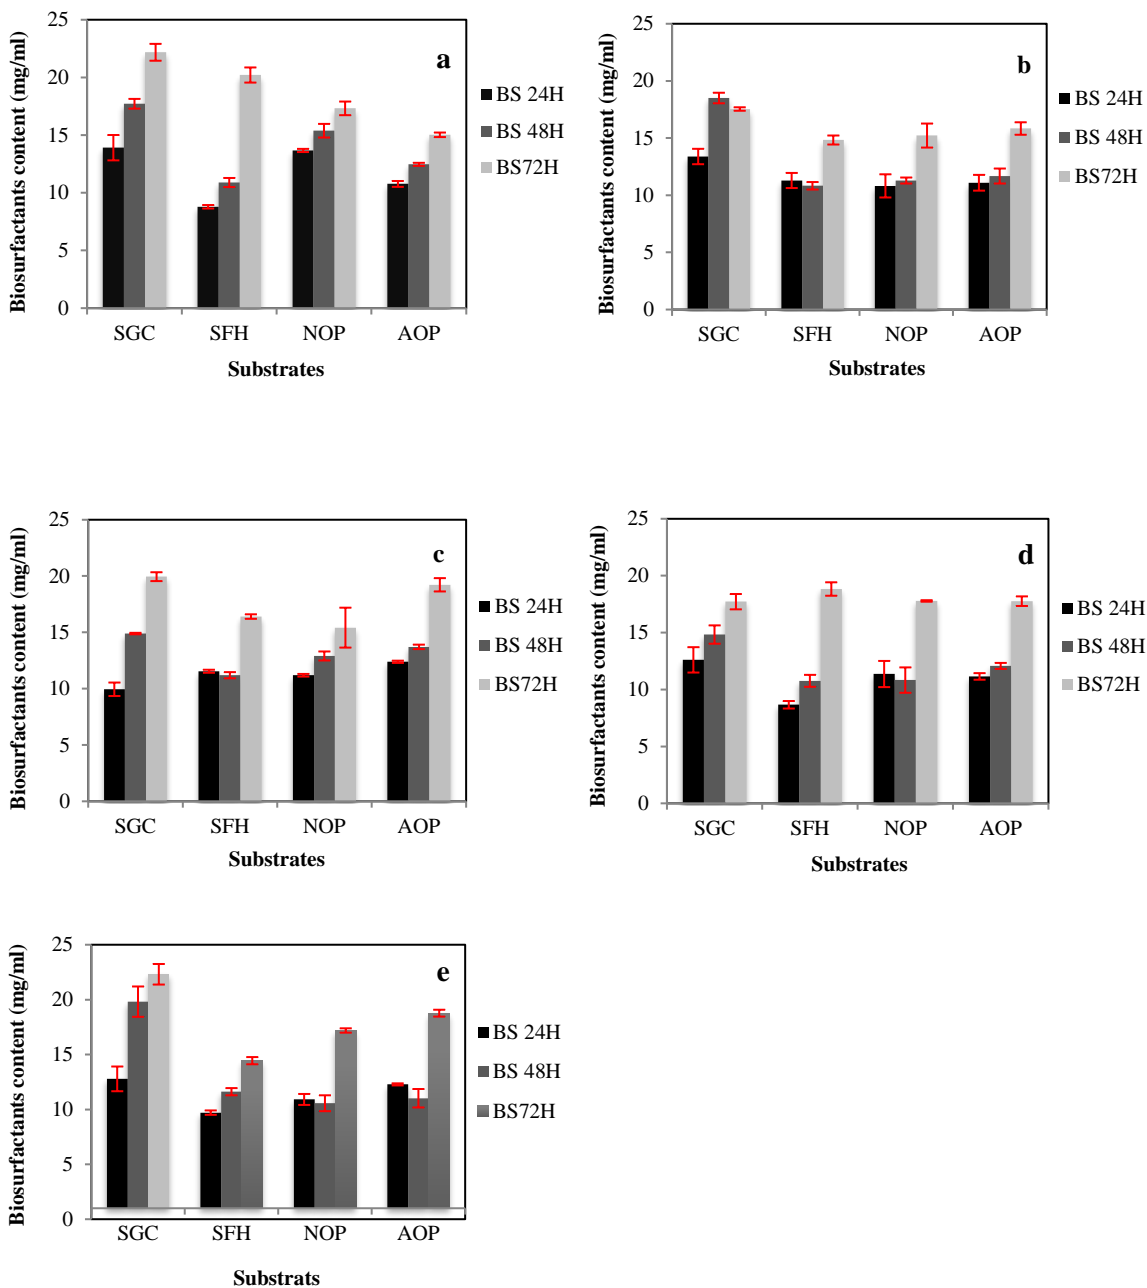 Biosurfactants content (mg/ml)
25
20
15
10
5
0
a
BS 24H
BS 48H
BS72H
SGC SFH NOP AOP
Substrates
Biosurfactants content (mg/ml)
25
20
15
10
5
0
b
BS 24H
BS 48H
BS72H
SGC SFH NOP AOP
Substrates
Biosurfactants content (mg/ml)
25
20
15
10
5
0
c
BS 24H
BS 48H
BS72H
SGC SFH NOP AOP
Substrates
Biosurfactants content (mg/ml)
25
20
15
10
5
0
d
BS 24H
BS 48H
BS72H
SGC SFH NOP AOP
Substrates
Biosurfactants content (mg/ml)
25
20
15
10
5
0
e
BS 24H
BS 48H
BS72H
SGC SFH NOP AOP
Substrats